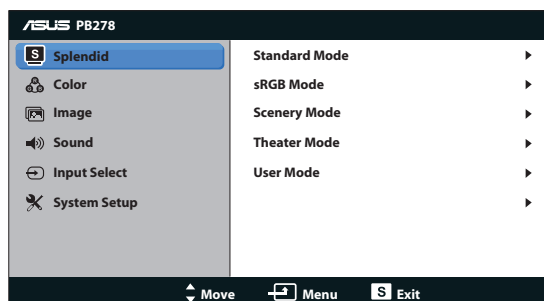 ASUS PB278
S Splendid
Color
Image
Sound
Input Select
System Setup
Standard Mode
sRGB Mode
Scenery Mode
Theater Mode
User Mode
Move Menu S Exit